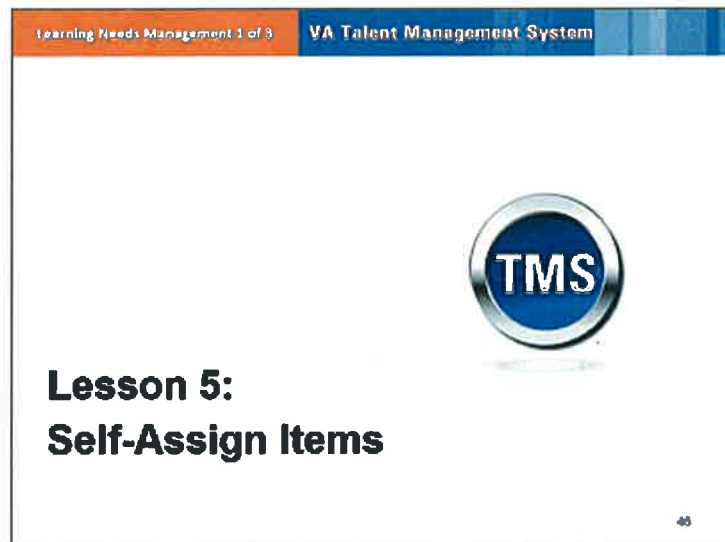 Learning Needs Management 1 of 3
VA Talent Management System
TMS
Lesson 5:
Self-Assign Items